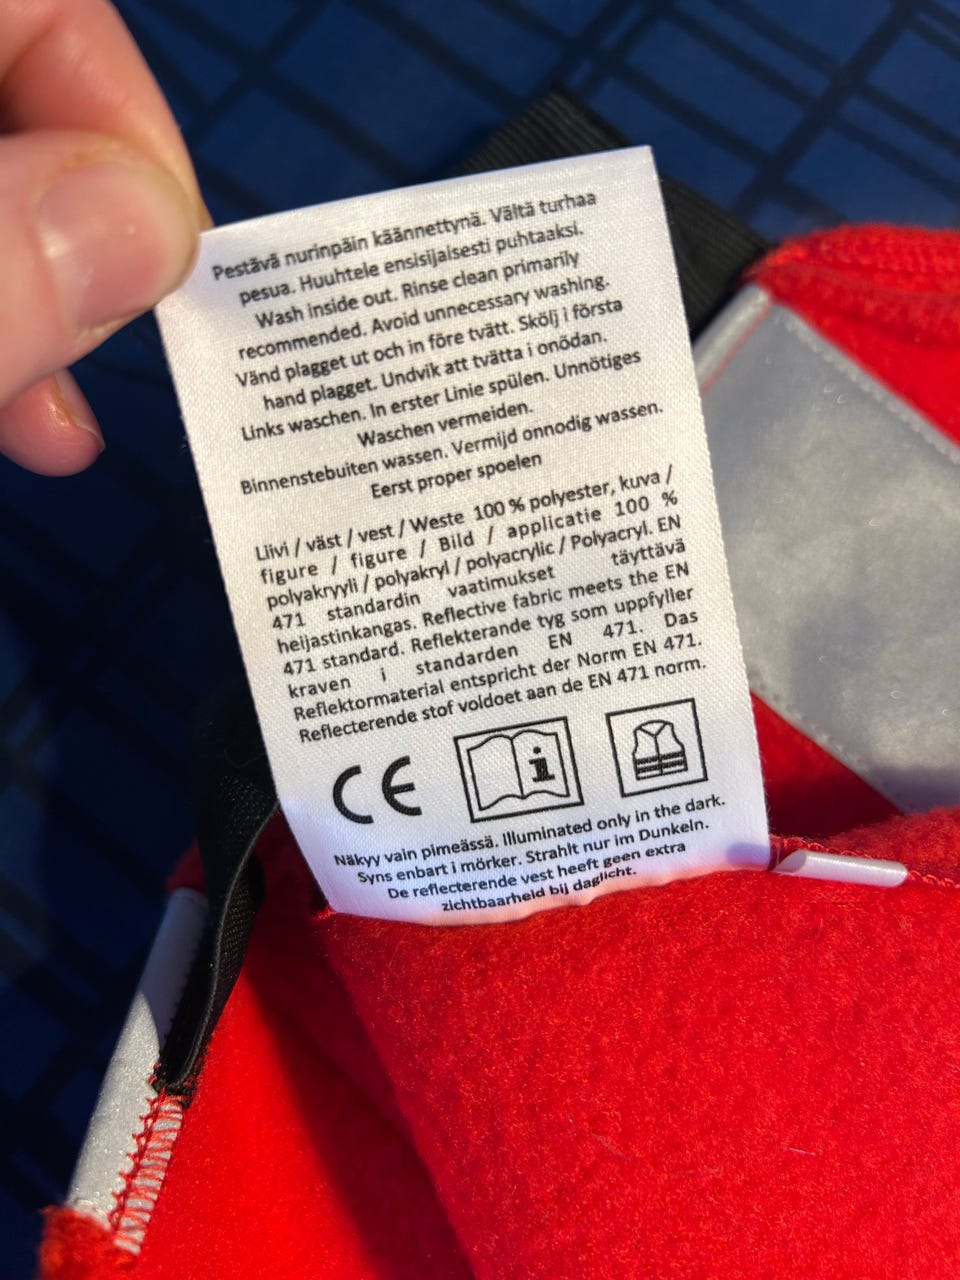 Pestävä nurinpäin käännettynä. Vältä turhaa
pesua. Huuhtele ensisijaisesti puhtaaksi.
Wash inside out. Rinse clean primarily
recommended. Avoid unnecessary washing.
Vänd plagget ut och in före tvätt. Skölj i första
hand plagget. Undvik att tvätta i onödan.
Links waschen. In erster Linie spülen. Unnötiges
Waschen vermeiden.
Binnenstebuiten wassen. Vermijd onnodig wassen.
Eerst proper spoelen
Liivi / väst / vest / Weste 100 % polyester, kuva /
figure / figure / Bild / applicatie 100 %
polyakryyli / polyakryl / polyacrylic / Polyacryl. EN
471 standardin vaatimukset täyttävä
heijastinkangas. Reflective fabric meets the EN
471 standard. Reflekterande tyg som uppfyller
kraven i standarden EN 471. Das
Reflektormaterial entspricht der Norm EN 471.
Reflecterende stof voldoet aan de EN 471 norm.
CE i
Näkyy vain pimeässä. Illuminated only in the dark.
Syns enbart i mörker. Strahlt nur im Dunkeln.
De reflecterende vest heeft geen extra
zichtbaarheid bij daglicht.